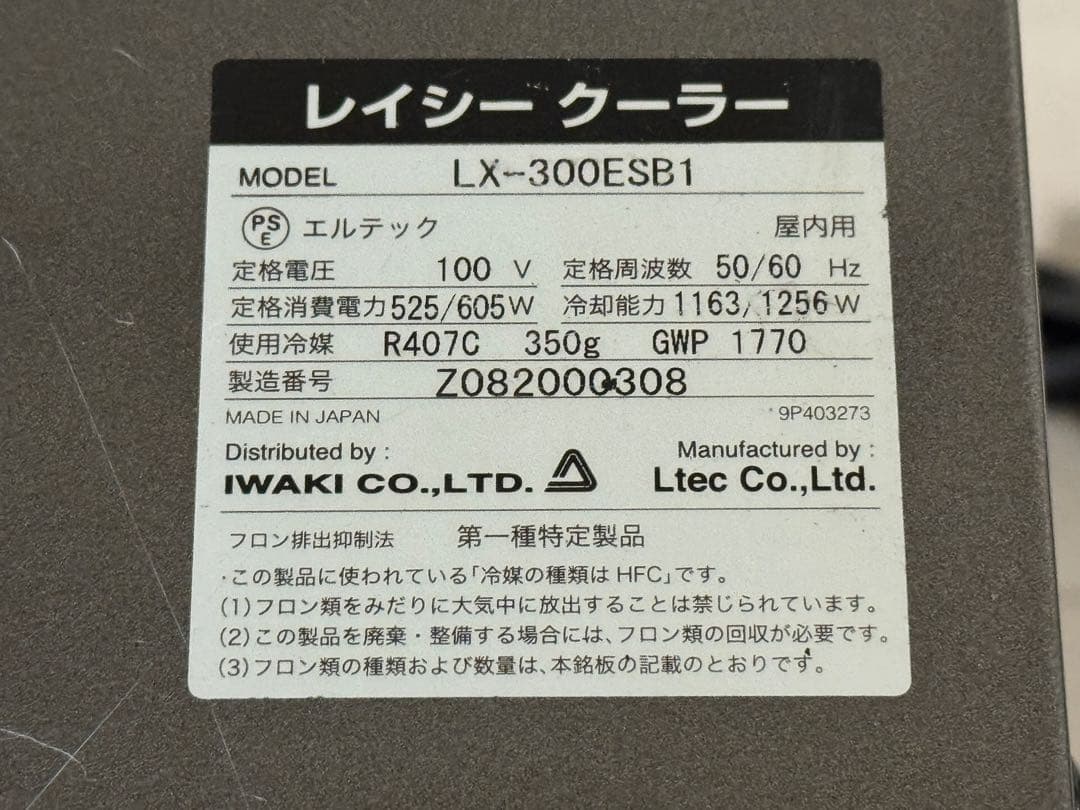 レイシー クーラー
MODEL LX-300ESB1
PSE エルテック 屋内用
定格電圧 100 V 定格周波数 50/60 Hz
定格消費電力 525/605W 冷却能力 1163/1256W
使用冷媒 R407C 350g GWP 1770
製造番号 Z082000308
MADE IN JAPAN 9P403273
Distributed by : Manufactured by :
IWAKI CO.,LTD. Ltec Co.,Ltd.
フロン排出抑制法 第一種特定製品
・この製品に使われている「冷媒の種類は HFC」です。
(1)フロン類をみだりに大気中に放出することは禁じられています。
(2)この製品を廃棄・整備する場合には、フロン類の回収が必要です。
(3)フロン類の種類および数量は、本銘板の記載のとおりです。